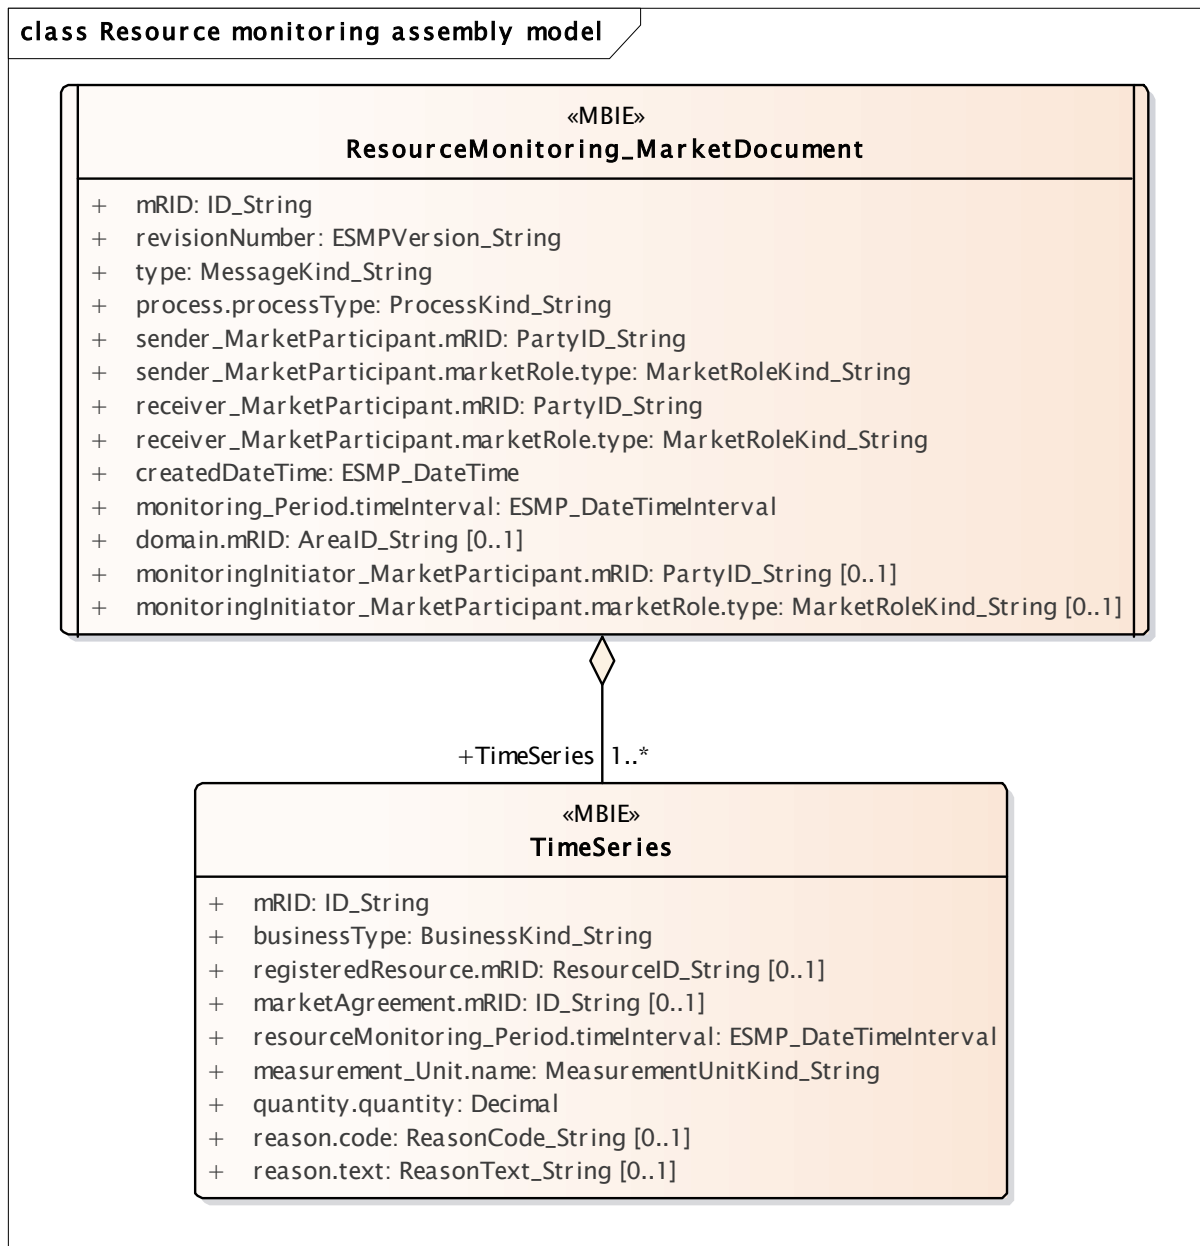 class Resource monitoring assembly model
«MBIE»
ResourceMonitoring_MarketDocument
+ mRID: ID_String
+ revisionNumber: ESMPVersion_String
+ type: MessageKind_String
+ process.processType: ProcessKind_String
+ sender_MarketParticipant.mRID: PartyID_String
+ sender_MarketParticipant.marketRole.type: MarketRoleKind_String
+ receiver_MarketParticipant.mRID: PartyID_String
+ receiver_MarketParticipant.marketRole.type: MarketRoleKind_String
+ createdDateTime: ESMP_DateTime
+ monitoring_Period.timeInterval: ESMP_DateTimeInterval
+ domain.mRID: AreaID_String [0..1]
+ monitoringInitiator_MarketParticipant.mRID: PartyID_String [0..1]
+ monitoringInitiator_MarketParticipant.marketRole.type: MarketRoleKind_String [0..1]
+TimeSeries 1..*
«MBIE»
TimeSeries
+ mRID: ID_String
+ businessType: BusinessKind_String
+ registeredResource.mRID: ResourceID_String [0..1]
+ marketAgreement.mRID: ID_String [0..1]
+ resourceMonitoring_Period.timeInterval: ESMP_DateTimeInterval
+ measurement_Unit.name: MeasurementUnitKind_String
+ quantity.quantity: Decimal
+ reason.code: ReasonCode_String [0..1]
+ reason.text: ReasonText_String [0..1]